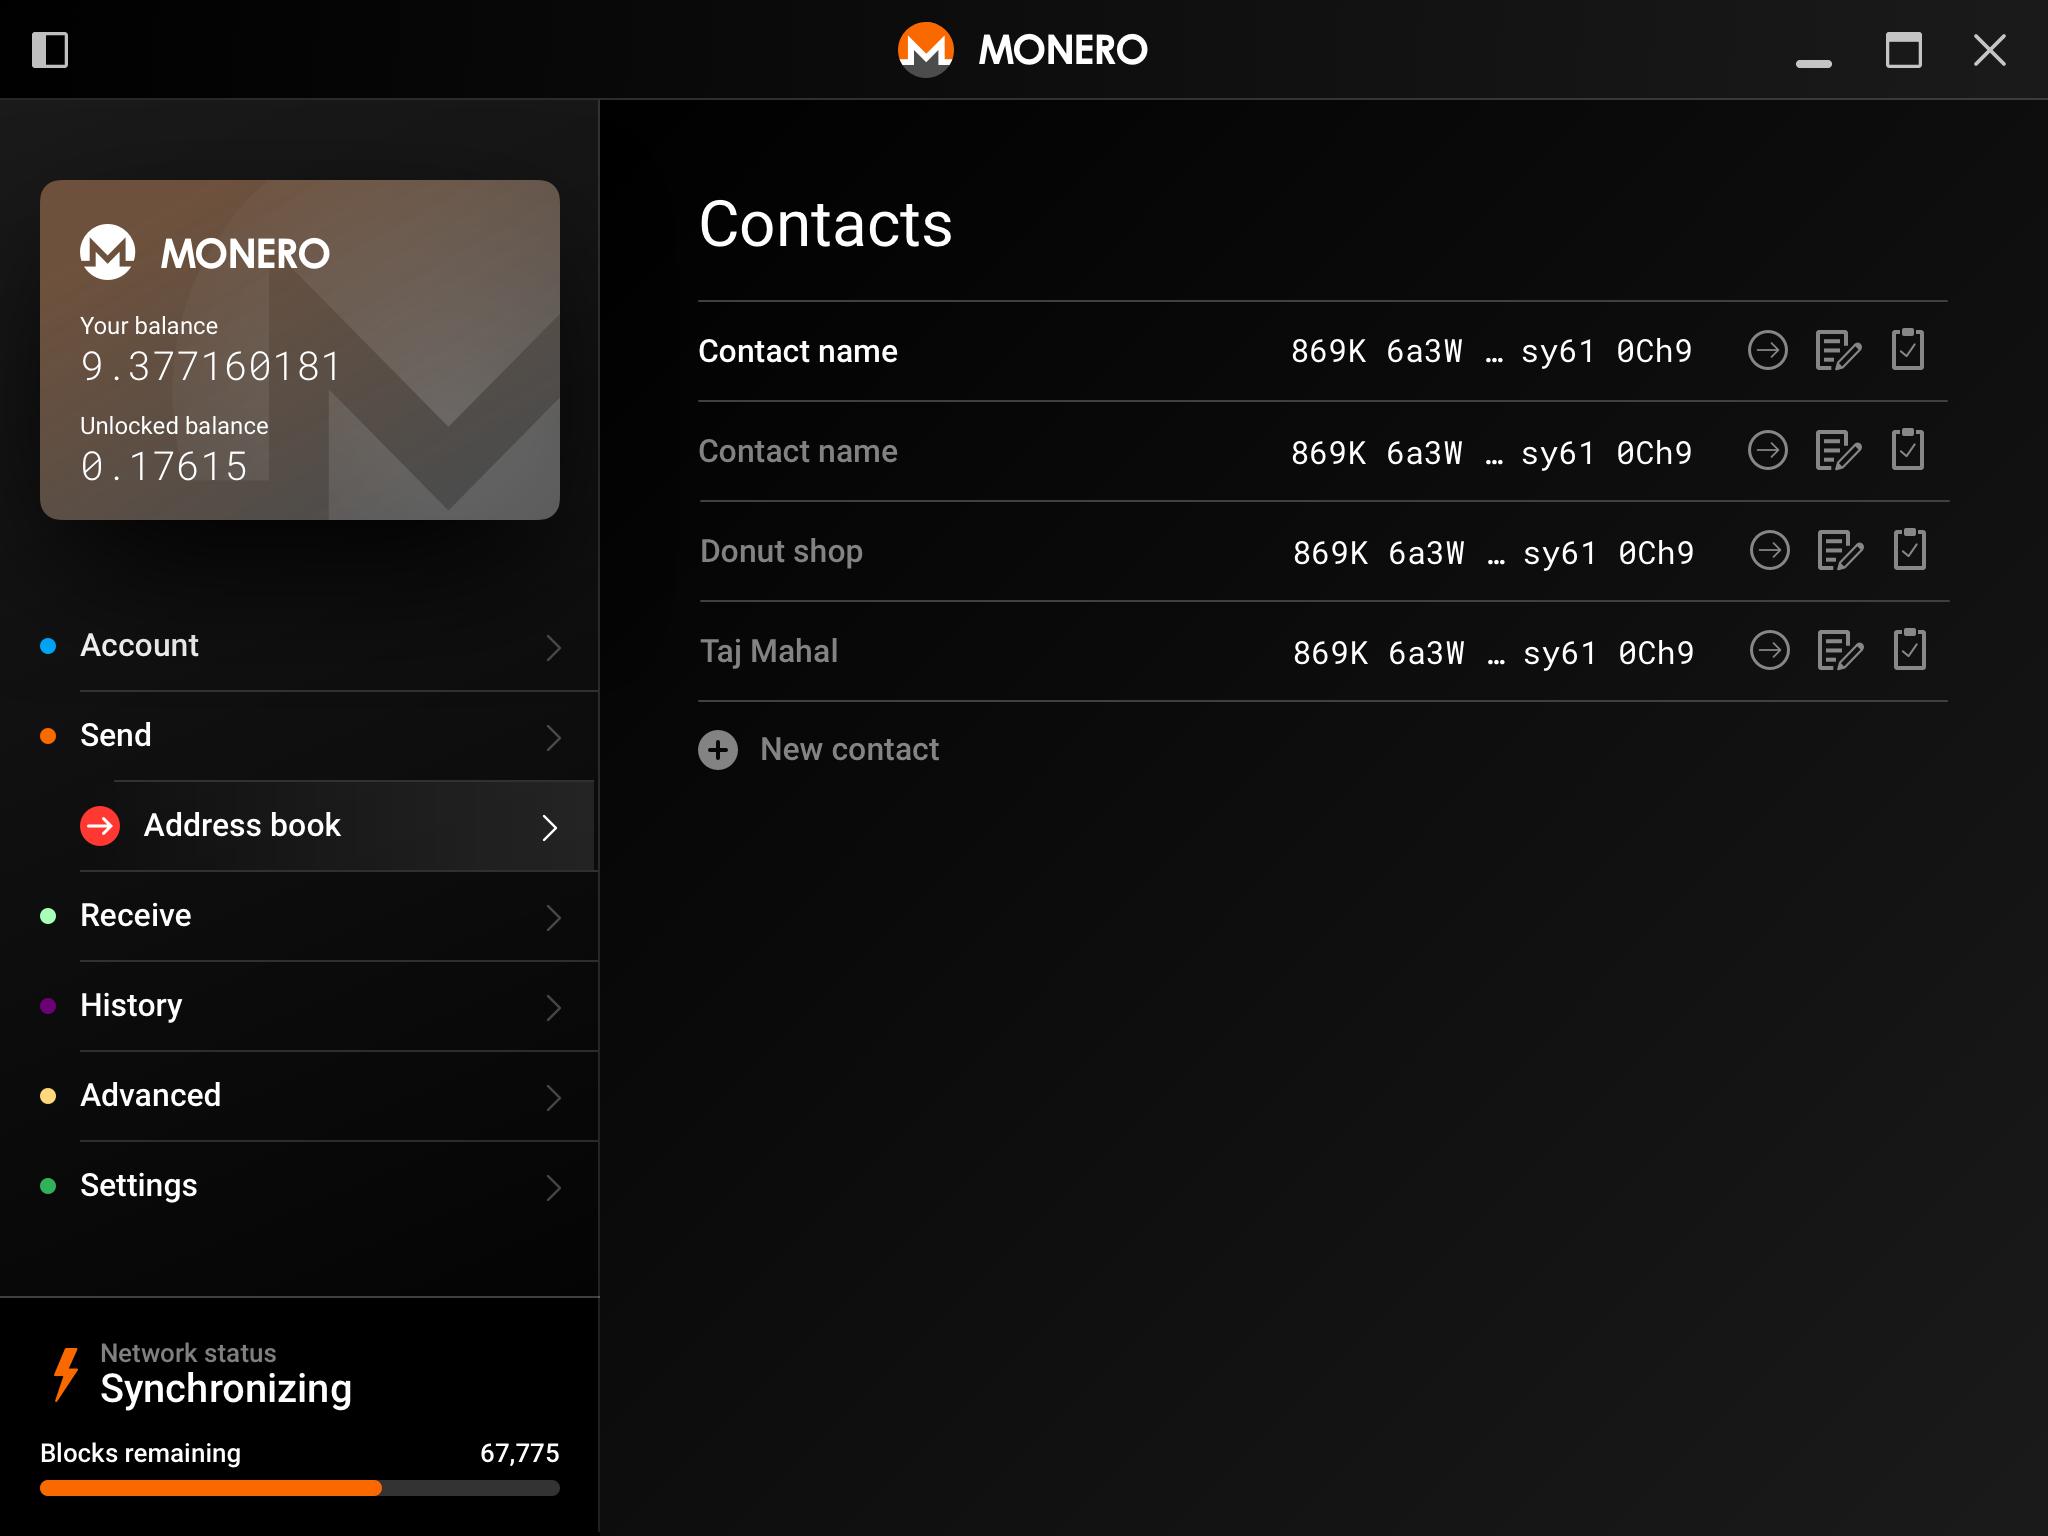 MONERO
MONERO
Your balance
9.377160181
Unlocked balance
0.17615
Account
Send
Address book
Receive
History
Advanced
Settings
Network status
Synchronizing
Blocks remaining 67,775
Contacts
Contact name 869K 6a3W … sy61 0Ch9
Contact name 869K 6a3W … sy61 0Ch9
Donut shop 869K 6a3W … sy61 0Ch9
Taj Mahal 869K 6a3W … sy61 0Ch9
New contact